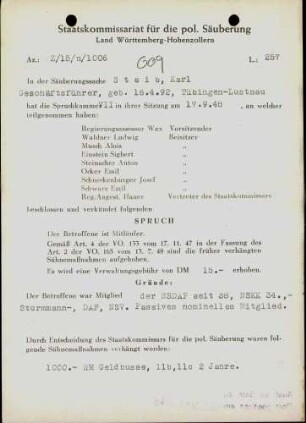 Staatskommissariat für die pol. Säuberung
Land Württemberg-Hohenzollern
Az.: Z/15/n/1006
609
L.: 257
In der Säuberungssache Steib, Karl
Geschäftsführer, geb. 18.4.92, Tübingen-Lustnau
hat die Spruchkammer VII in ihrer Sitzung am 17.9.48, an welcher
teilgenommen haben:
Regierungsassessor Wax Vorsitzender
Waldner Ludwig Beisitzer
Munds Alois
Einstein Sigbert
Steinacher Anton
Orker Emil
Schneckenburger Josef
Schwarz Emil
Reg.Angest. Haner Vertreter des Staatskommissars
beschlossen und verkündet folgenden
SPRUCH
Der Betroffene ist Mitläufer.
Gemäß Art. 4 der VO. 133 vom 17. 11. 47 in der Fassung des
Art. 2 der VO. 165 vom 13. 7. 48 sind die früher verhängten
Sühnemaßnahmen aufgehoben.
Es wird eine Verwaltungsgebühr von DM 15.- erhoben.
Gründe:
Der Betroffene war Mitglied der NSDAP seit 38, NSKK 34,-
Sturmmann-, DAF, NSV. Passives nominelles Mitglied.
Durch Entscheidung des Staatskommissars für die pol. Säuberung waren fol-
gende Sühnemaßnahmen verhängt worden:
1000.- RM Geldbusse, 11b,11c 2 Jahre.